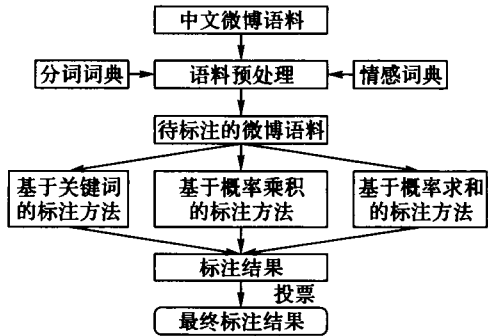 中文微博语料
分词词典
语料预处理
情感词典
待标注的微博语料
基于关键词
的标注方法
基于概率乘积
的标注方法
基于概率求和
的标注方法
标注结果
投票
最终标注结果